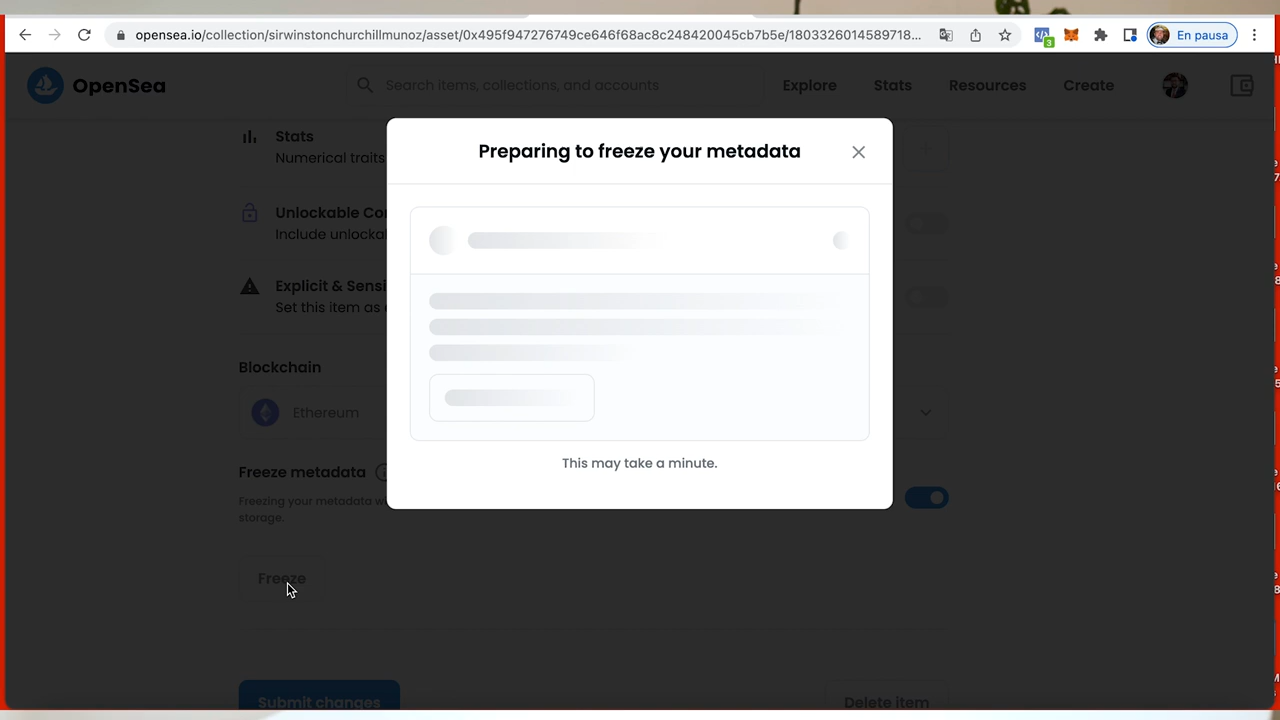 opensea.io/collection/sirwinstonchurchillmunoz/asset/0x495f947276749ce646f68ac8c248420045cb7b5e/1803326014589718...
3
En pausa
OpenSea
Search items, collections, and accounts
Explore
Stats
Resources
Create
Preparing to freeze your metadata
Stats
Numerical traits
Unlockable Co
Include unlocka
Explicit & Sensi
Set this item as
Blockchain
Ethereum
This may take a minute.
Freeze metadata
Freezing your metadata w
storage.
Freeze
Submit changes
Delete item